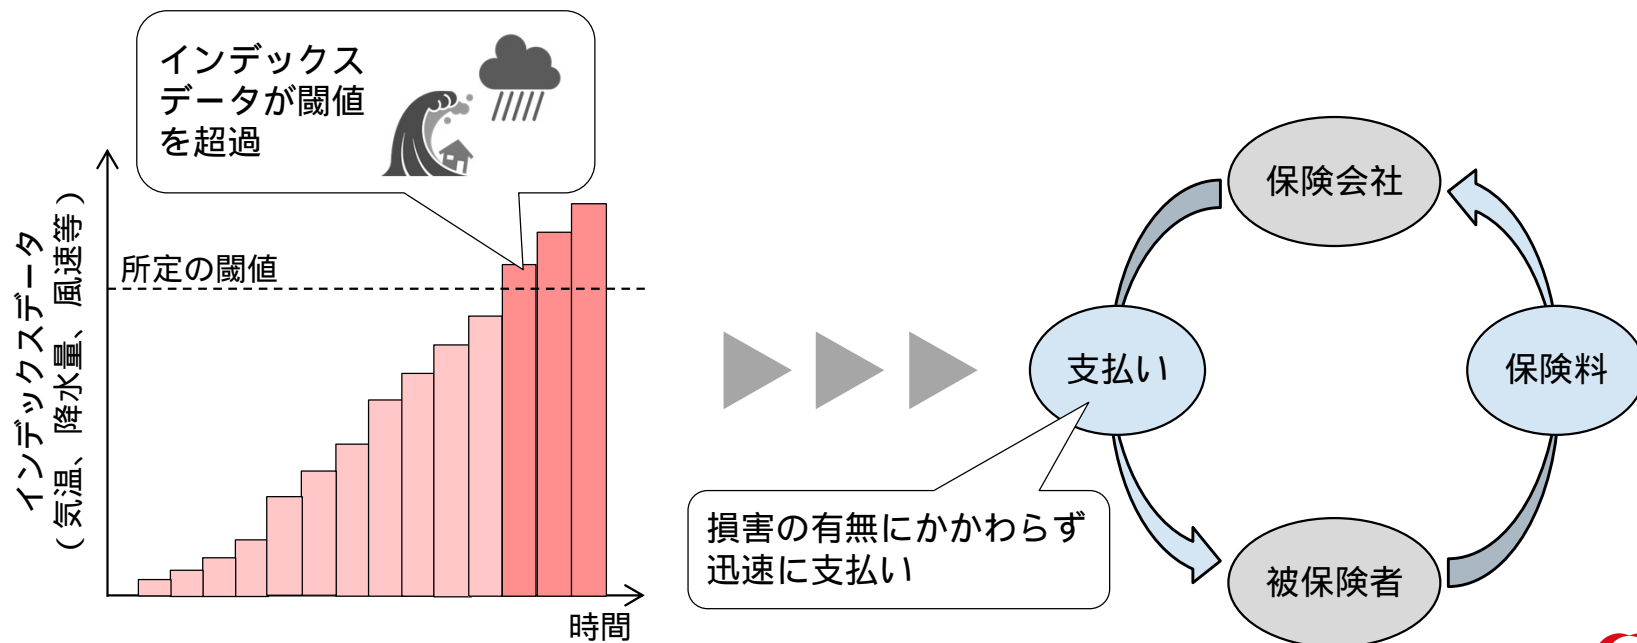 インデックス
データが閾値
を超過
インデックスデータ
（気温、降水量、風速等）
所定の閾値
時間
保険会社
支払い
保険料
損害の有無にかかわらず
迅速に支払い
被保険者